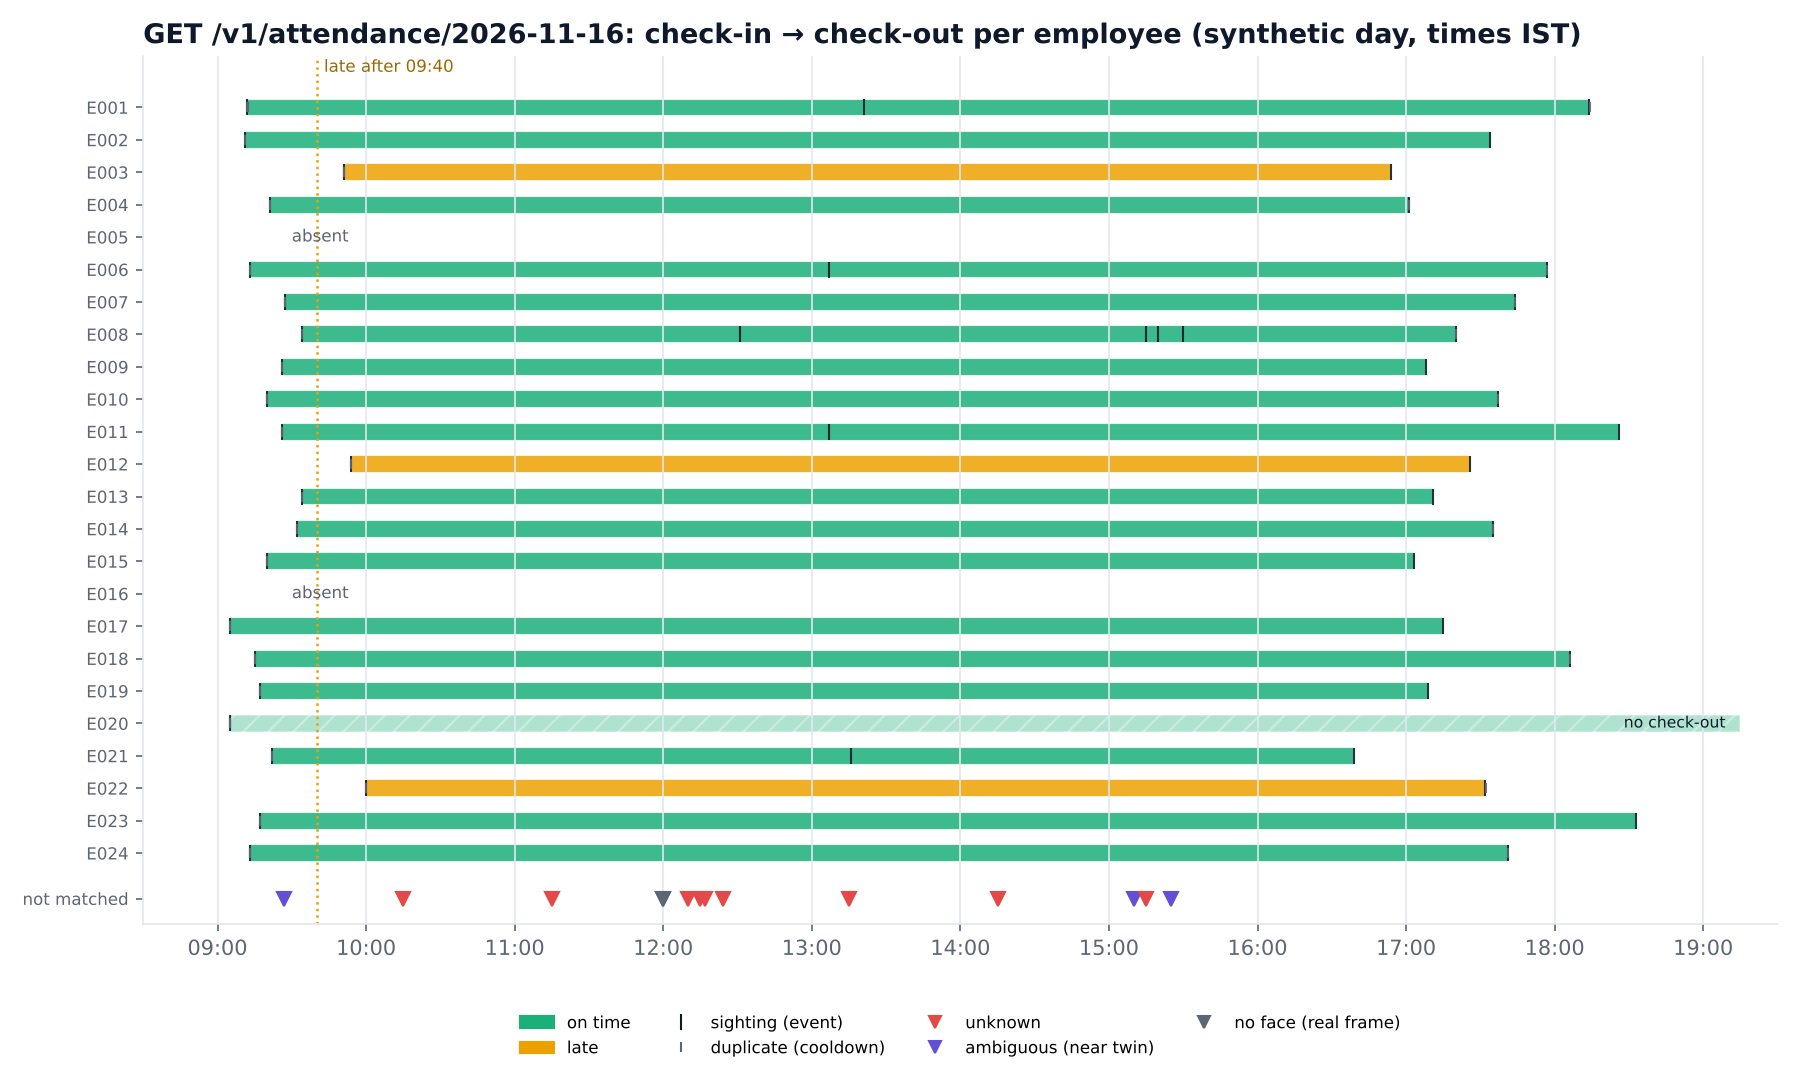 GET /v1/attendance/2026-11-16: check-in → check-out per employee (synthetic day, times IST)
late after 09:40
E001
E002
E003
E004
E005 absent
E006
E007
E008
E009
E010
E011
E012
E013
E014
E015
E016 absent
E017
E018
E019
E020 no check-out
E021
E022
E023
E024
not matched
09:00 10:00 11:00 12:00 13:00 14:00 15:00 16:00 17:00 18:00 19:00
on time sighting (event) unknown no face (real frame)
late duplicate (cooldown) ambiguous (near twin)